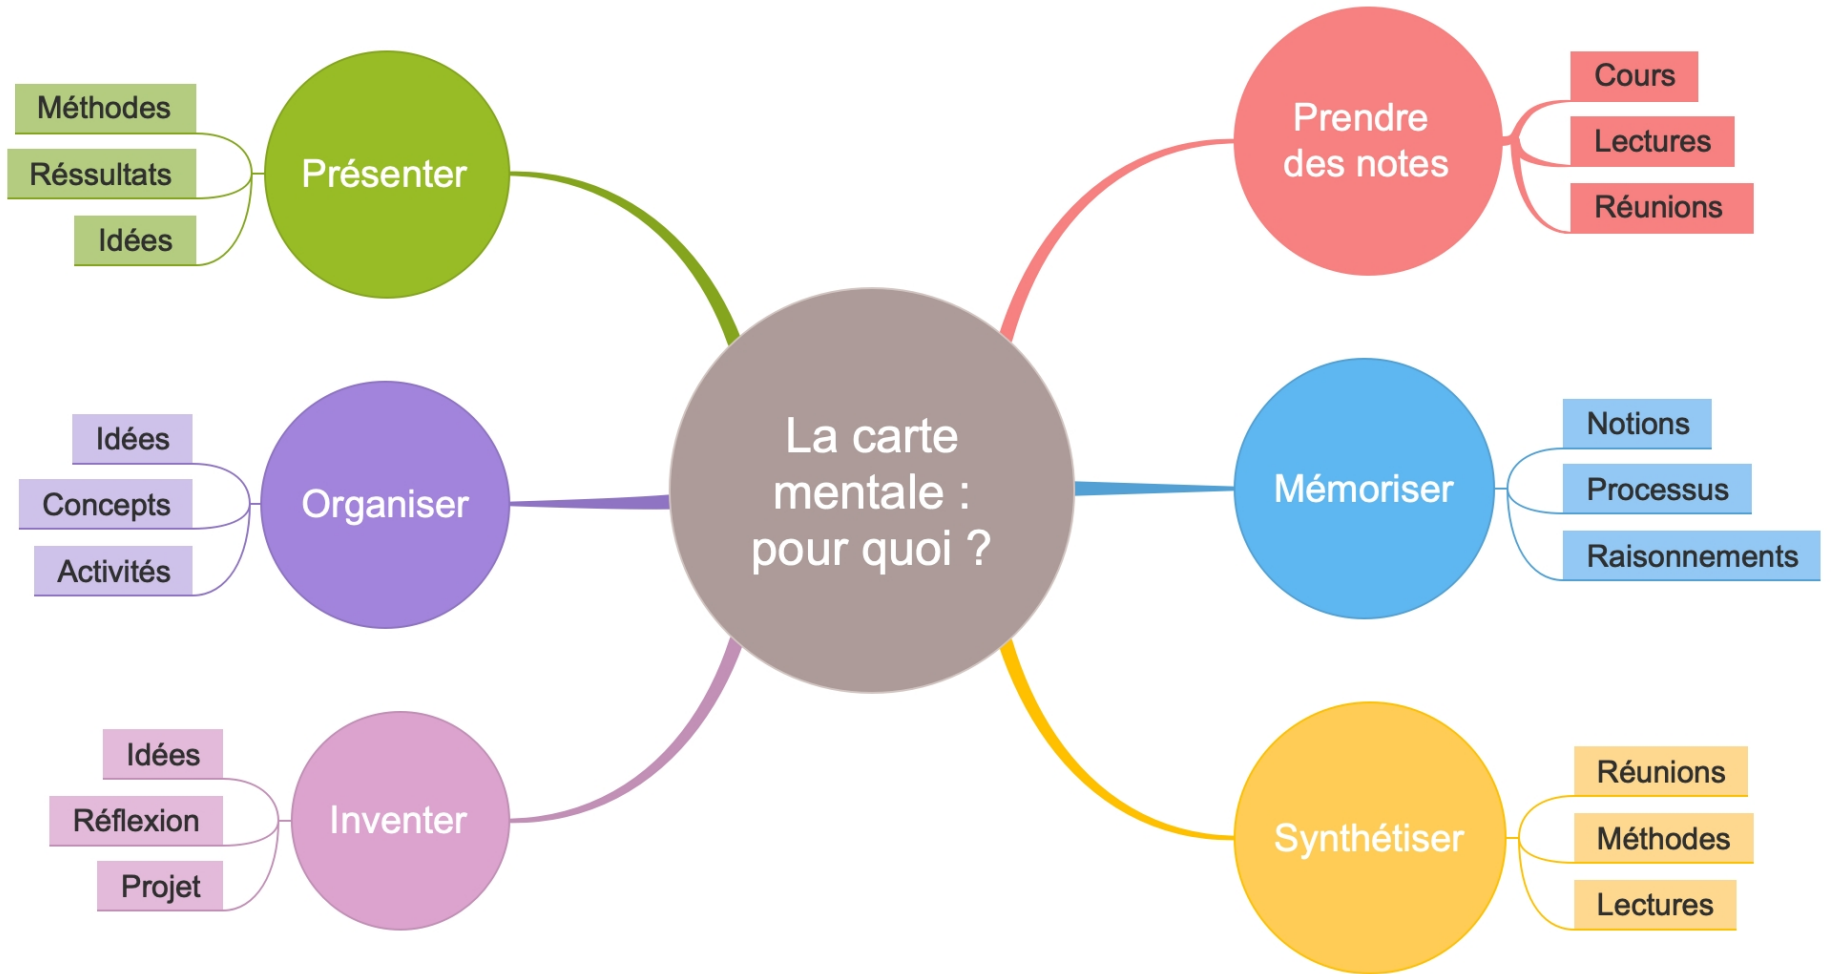 La carte
mentale :
pour quoi ?
Prendre
des notes
Cours
Lectures
Réunions
Mémoriser
Notions
Processus
Raisonnements
Synthétiser
Réunions
Méthodes
Lectures
Présenter
Méthodes
Réssultats
Idées
Organiser
Idées
Concepts
Activités
Inventer
Idées
Réflexion
Projet